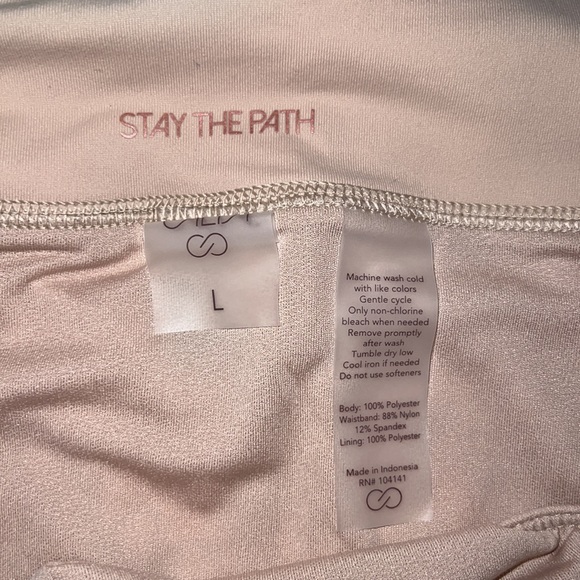 STAY THE PATH
L
Machine wash cold
with like colors
Gentle cycle
Only non-chlorine
bleach when needed
Remove promptly
after wash
Tumble dry low
Cool iron if needed
Do not use softeners
Body: 100% Polyester
Waistband: 88% Nylon
12% Spandex
Lining: 100% Polyester
Made in Indonesia
RN# 104141